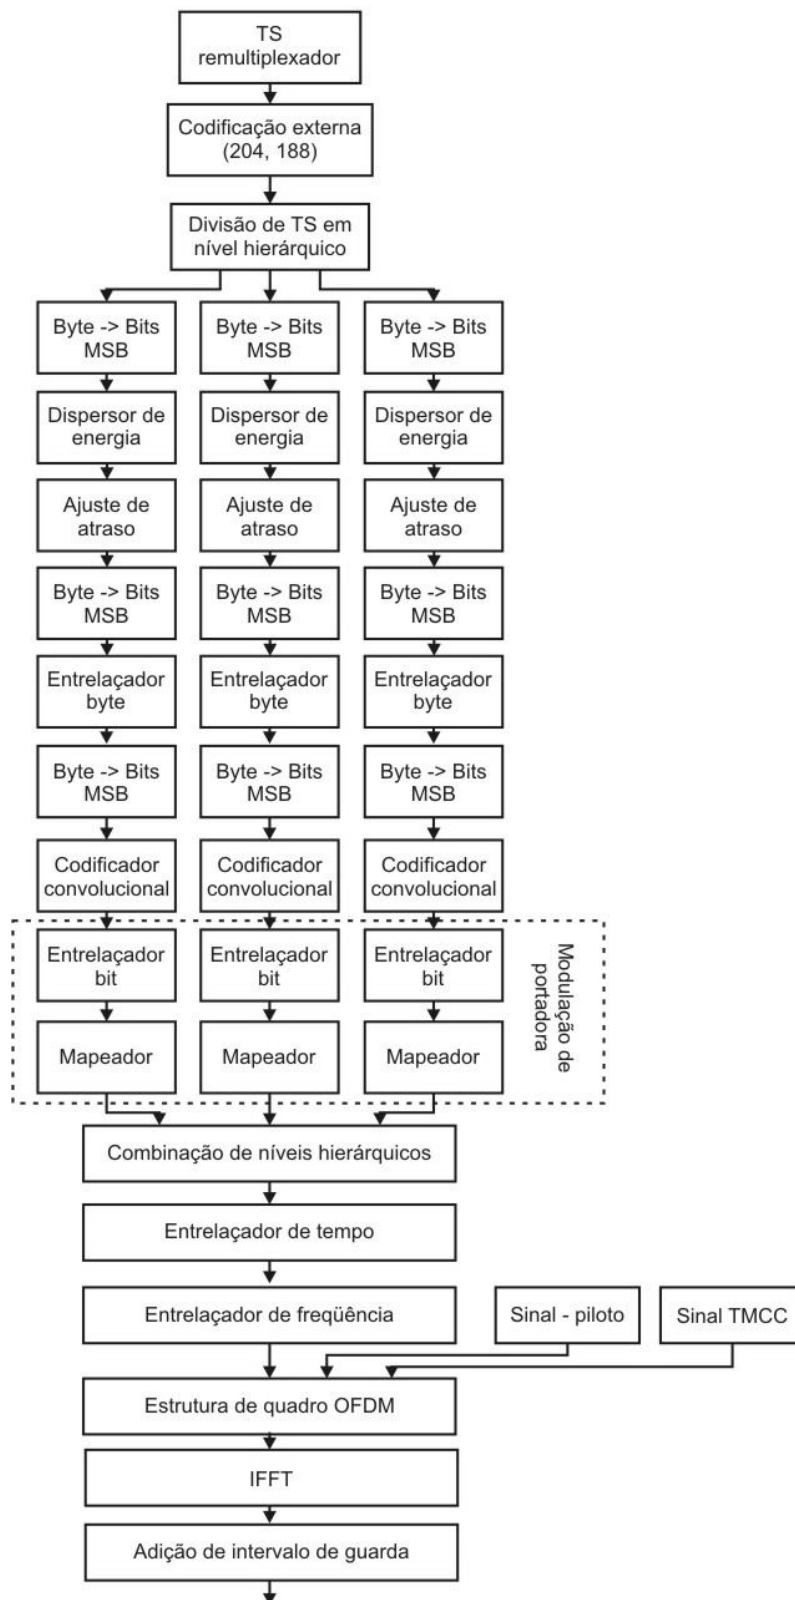 TS
remultiplexador
Codificação externa
(204, 188)
Divisão de TS em
nível hierárquico
Byte -> Bits
MSB
Byte -> Bits
MSB
Byte -> Bits
MSB
Dispersor de
energia
Dispersor de
energia
Dispersor de
energia
Ajuste de
atraso
Ajuste de
atraso
Ajuste de
atraso
Byte -> Bits
MSB
Byte -> Bits
MSB
Byte -> Bits
MSB
Entrelaçador
byte
Entrelaçador
byte
Entrelaçador
byte
Byte -> Bits
MSB
Byte -> Bits
MSB
Byte -> Bits
MSB
Codificador
convolucional
Codificador
convolucional
Codificador
convolucional
Entrelaçador
bit
Entrelaçador
bit
Entrelaçador
bit
Modulação de
portadora
Mapeador
Mapeador
Mapeador
Combinação de níveis hierárquicos
Entrelaçador de tempo
Entrelaçador de freqüência
Sinal - piloto
Sinal TMCC
Estrutura de quadro OFDM
IFFT
Adição de intervalo de guarda